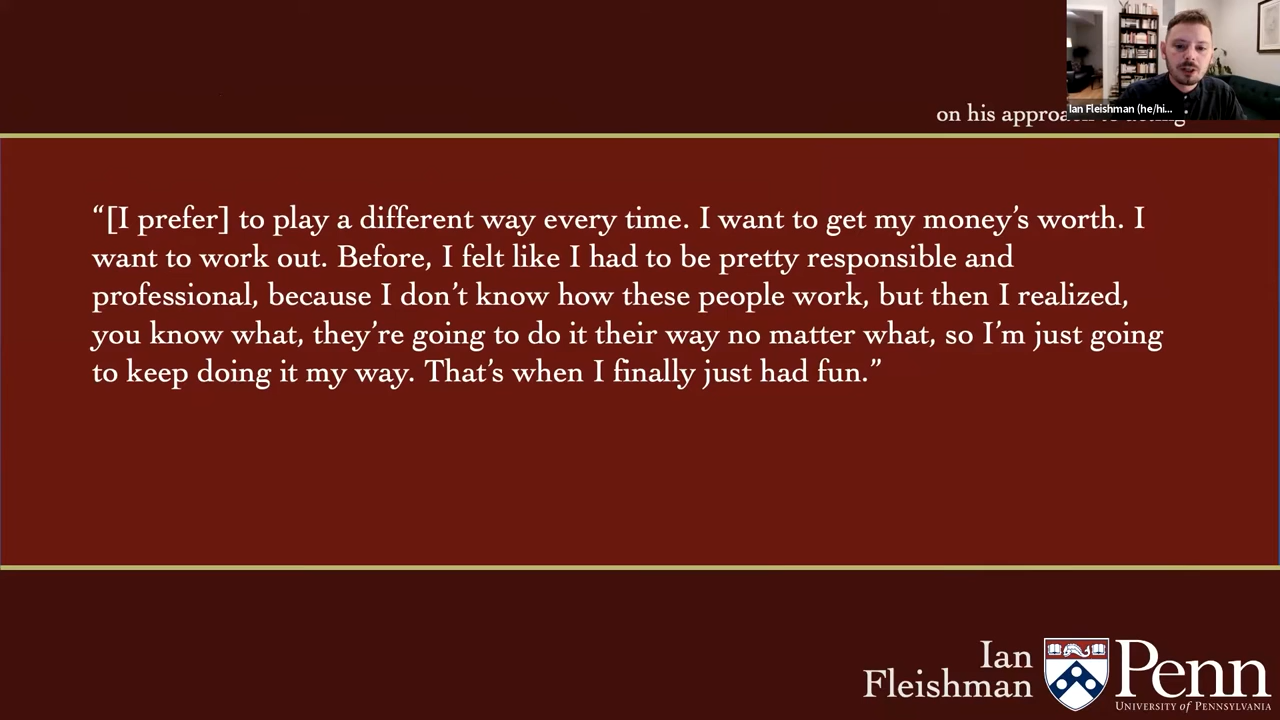 Ian Fleishman (he/hi...
on his
“[I prefer] to play a different way every time. I want to get my money’s worth. I
want to work out. Before, I felt like I had to be pretty responsible and
professional, because I don’t know how these people work, but then I realized,
you know what, they’re going to do it their way no matter what, so I’m just going
to keep doing it my way. That’s when I finally just had fun.”
Ian
Fleishman
Penn
UNIVERSITY of PENNSYLVANIA